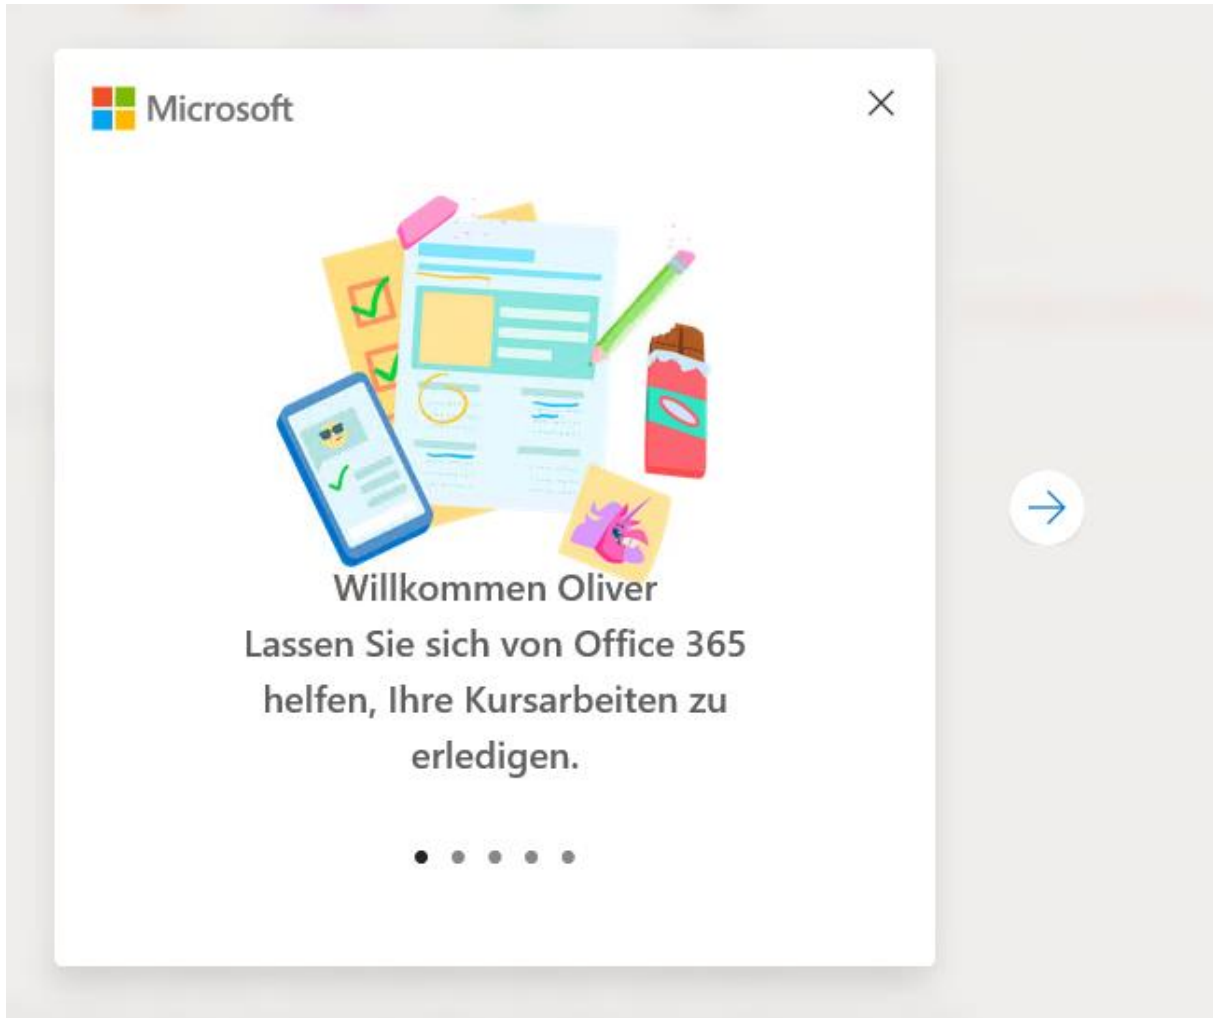 Microsoft
Willkommen Oliver
Lassen Sie sich von Office 365
helfen, Ihre Kursarbeiten zu
erledigen.